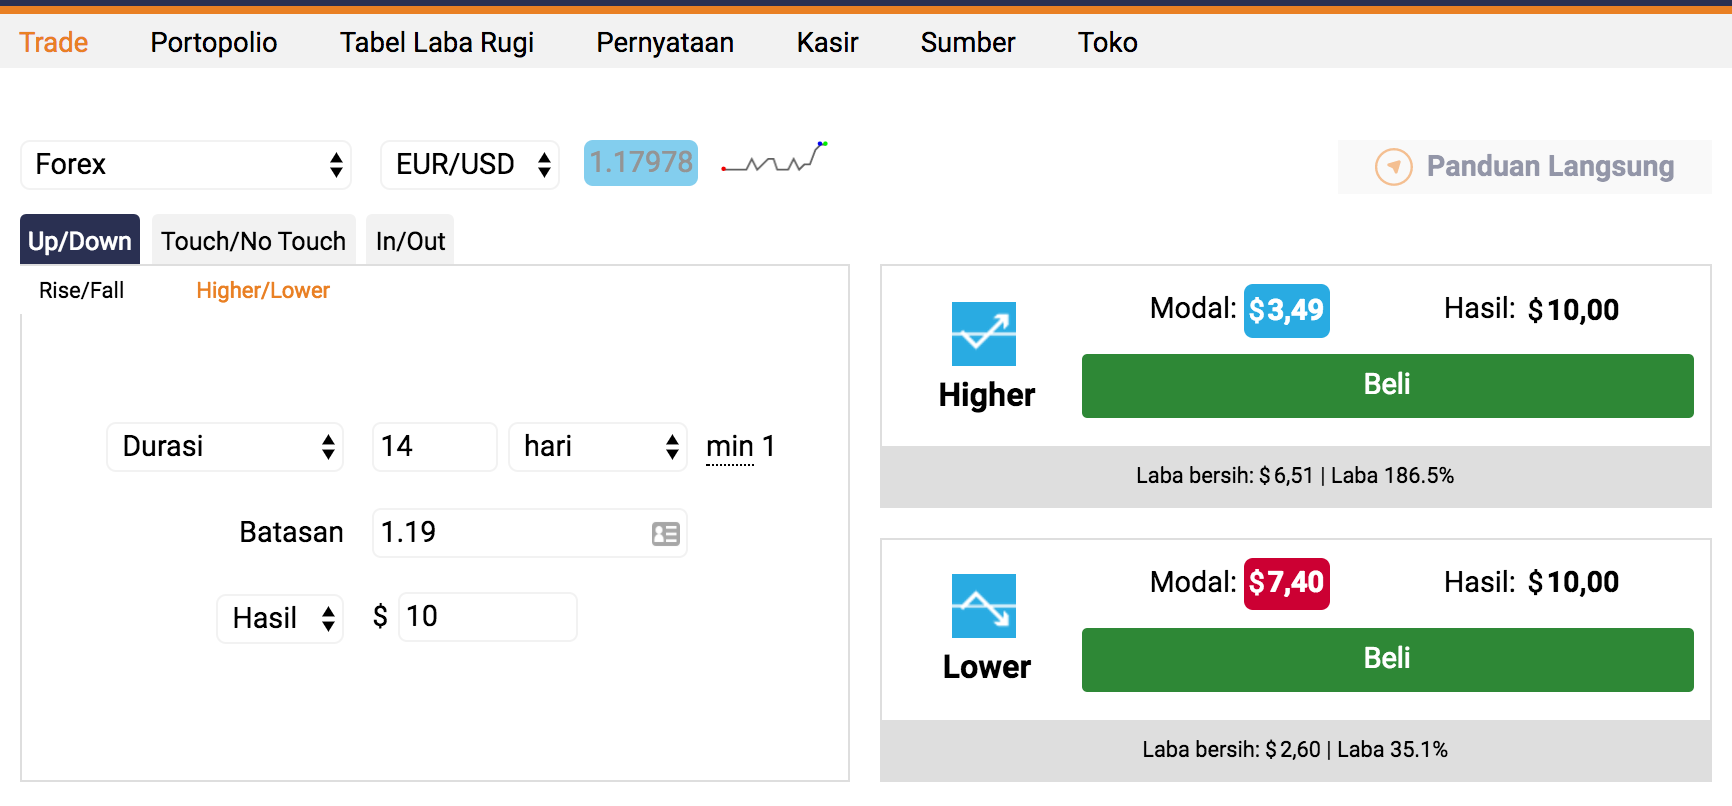 Trade Portopolio Tabel Laba Rugi Pernyataan Kasir Sumber Toko
Forex EUR/USD 1.17978 Panduan Langsung
Up/Down Touch/No Touch In/Out
Rise/Fall Higher/Lower
Durasi 14 hari min 1
Batasan 1.19
Hasil $ 10
Modal: $3,49 Hasil: $10,00
Higher
Beli
Laba bersih: $6,51 | Laba 186.5%
Modal: $7,40 Hasil: $10,00
Lower
Beli
Laba bersih: $2,60 | Laba 35.1%